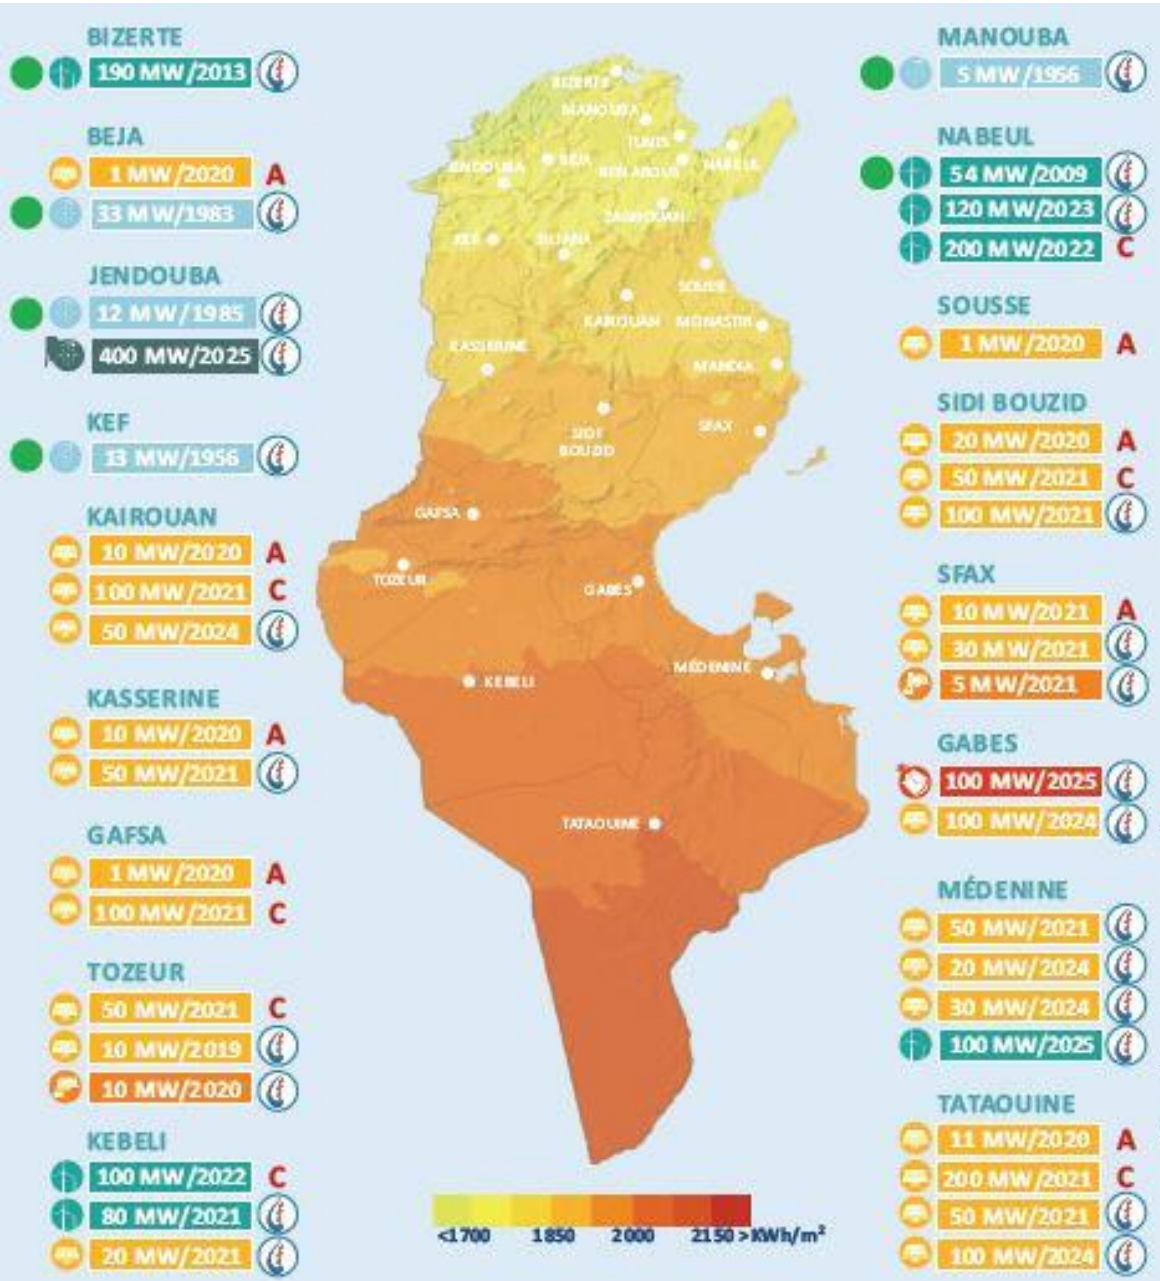 BIZERTE
190 MW/2013
BEJA
1 MW/2020 A
33 MW/1983
JENDOUBA
12 MW/1985
400 MW/2025
KEF
13 MW/1956
KAIROUAN
10 MW/2020 A
100 MW/2021 C
50 MW/2024
KASSERINE
10 MW/2020 A
50 MW/2021
GAFSA
1 MW/2020 A
100 MW/2021 C
TOZEUR
50 MW/2021 C
10 MW/2019
10 MW/2020
KEBELI
100 MW/2022 C
80 MW/2021
20 MW/2021
BIZERTE
MANOUBA
TUNIS
JENDOUBA
BEJA
BEN AROUS
NABEUL
ZAGHOUAN
KEF
SILIANA
SOUSSE
KAIROUAN
MONASTIR
KASSERINE
MAHDIA
SIDI
BOUZID
SFAX
GAFSA
TOZEUR
GABES
KEBELI
MÉDENINE
TATAOUINE
<1700 1850 2000 2150 >KWh/m²
MANOUBA
5 MW/1956
NABEUL
54 MW/2009
120 MW/2023
200 MW/2022 C
SOUSSE
1 MW/2020 A
SIDI BOUZID
20 MW/2020 A
50 MW/2021 C
100 MW/2021
SFAX
10 MW/2021 A
30 MW/2021
5 MW/2021
GABES
100 MW/2025
100 MW/2024
MÉDENINE
50 MW/2021
20 MW/2024
30 MW/2024
100 MW/2025
TATAOUINE
11 MW/2020 A
200 MW/2021 C
50 MW/2021
100 MW/2024